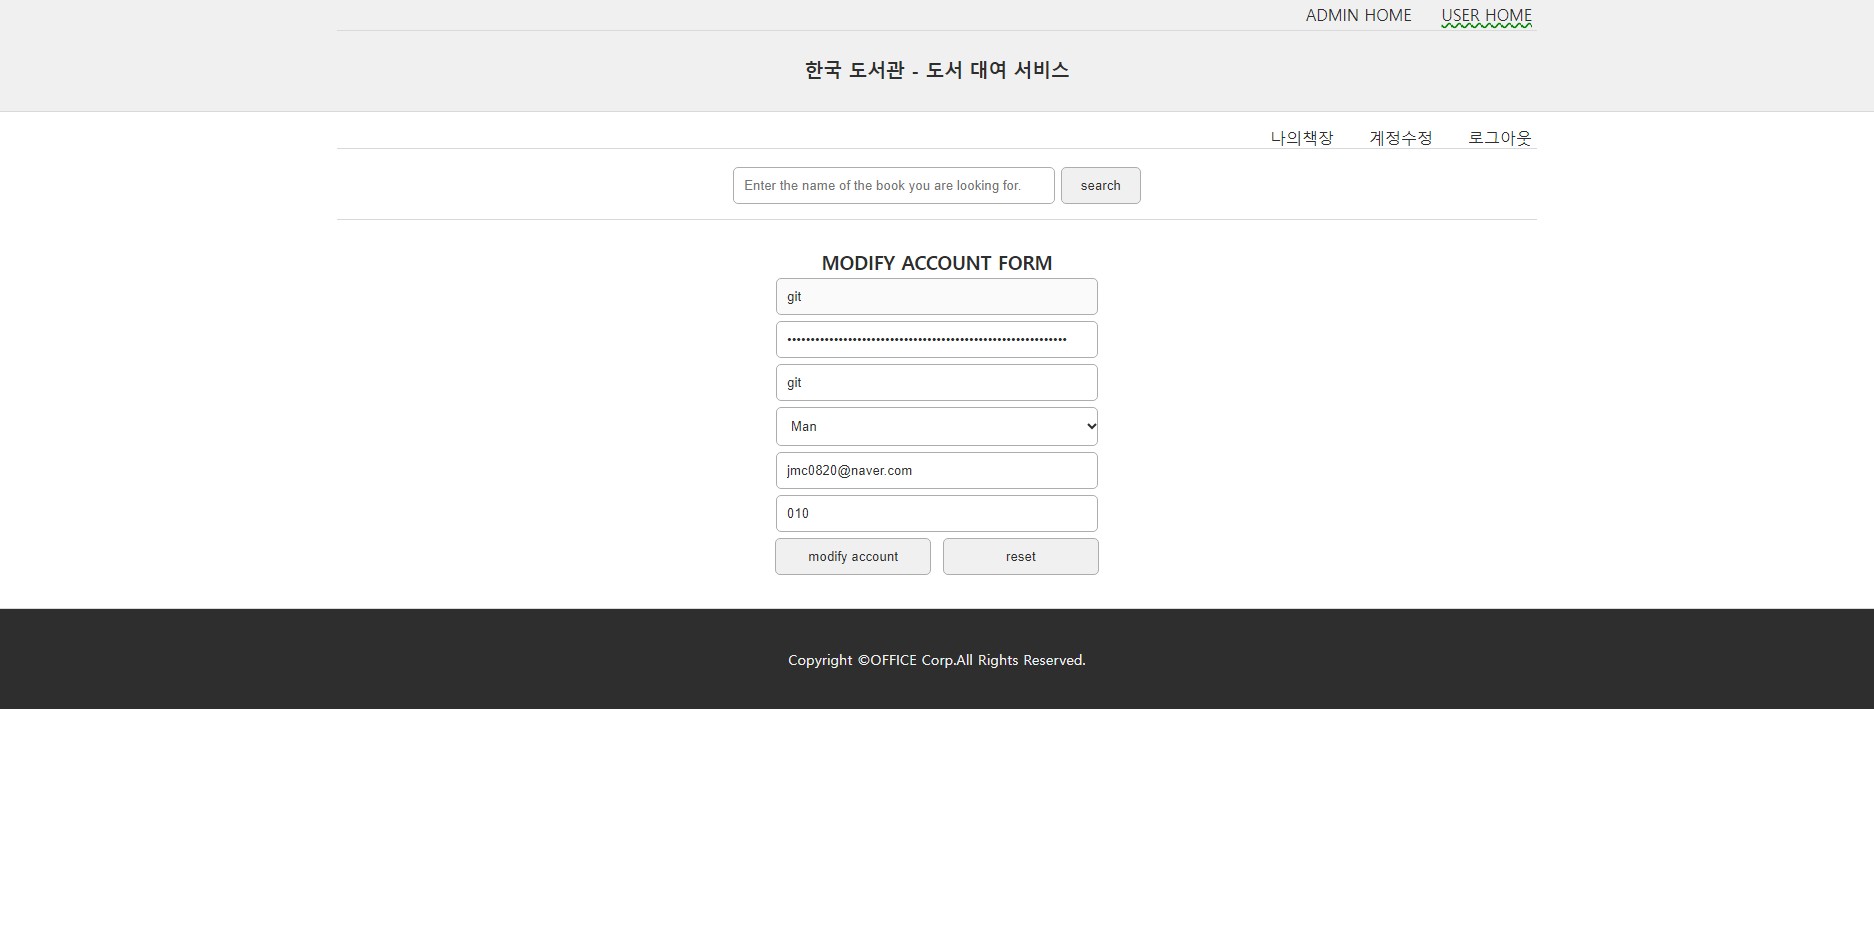 ADMIN HOME USER HOME
한국 도서관 - 도서 대여 서비스
나의책장 계정수정 로그아웃
Enter the name of the book you are looking for. search
MODIFY ACCOUNT FORM
git
git
Man
jmc0820@naver.com
010
modify account reset
Copyright ©OFFICE Corp.All Rights Reserved.